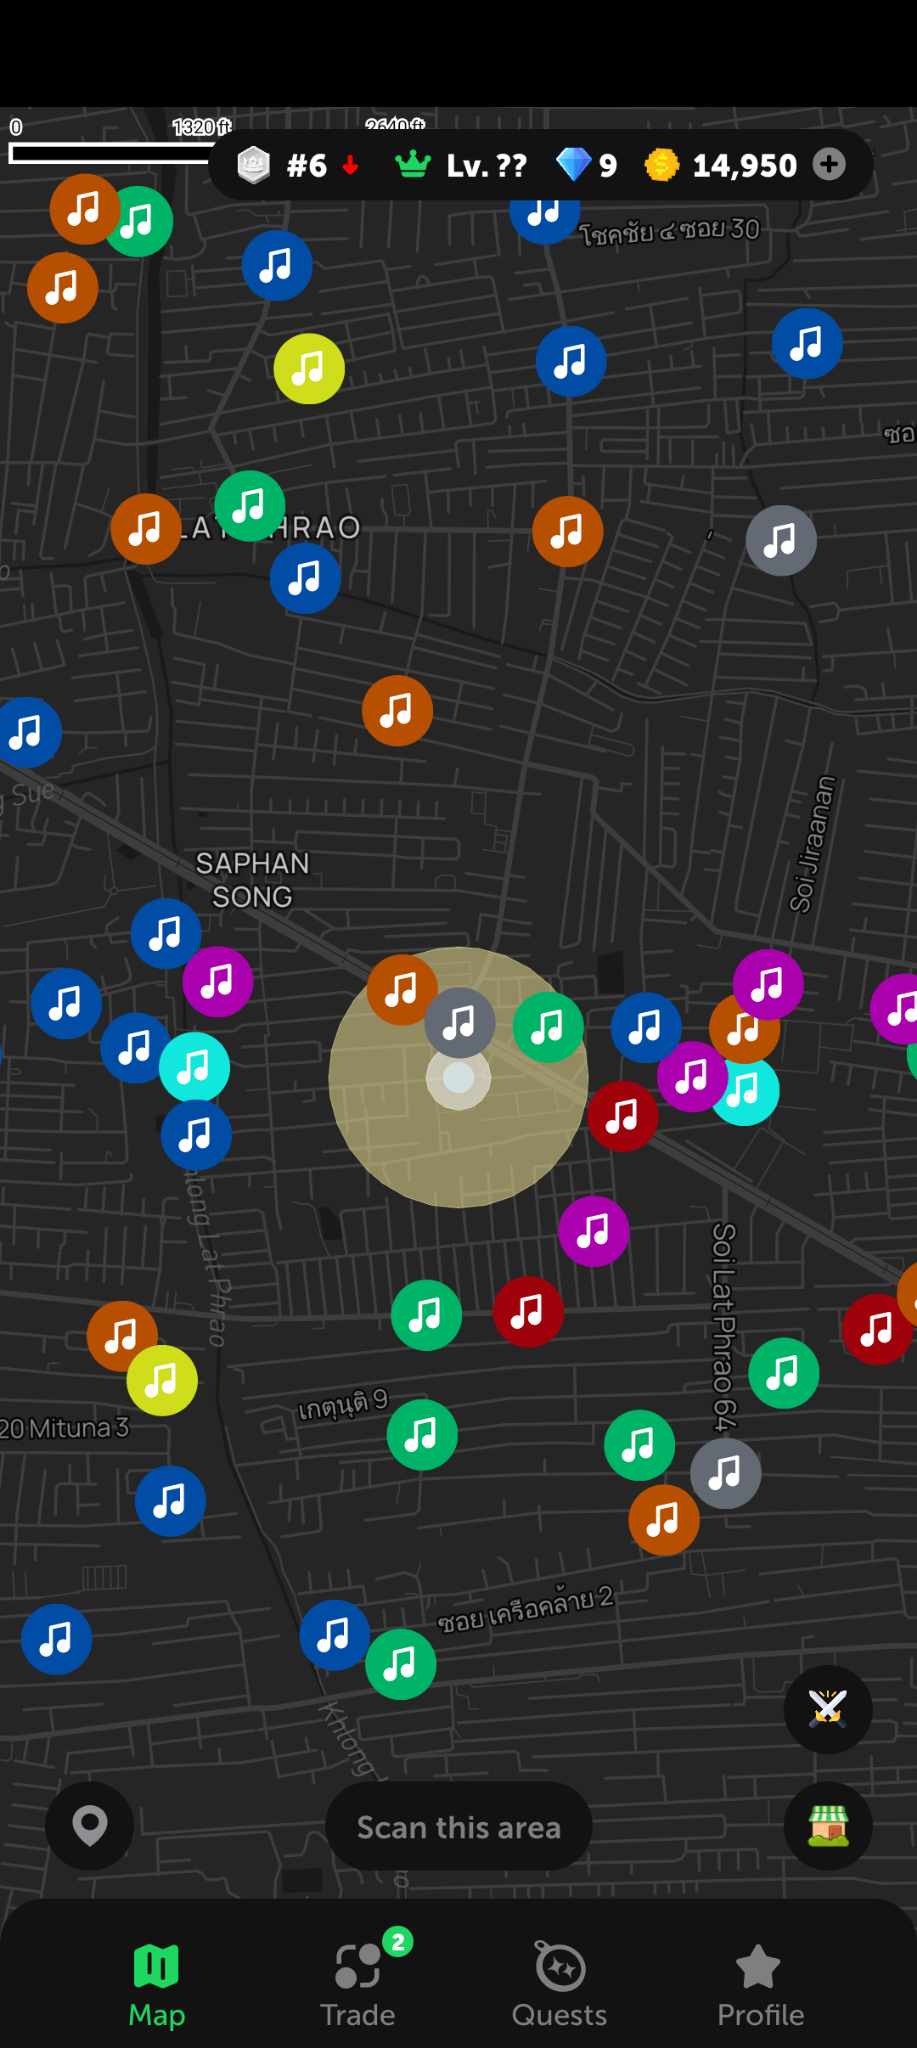 0 1320 ft 2640 ft
#6 Lv. ?? 9 14,950
โชคชัย ๔ ซอย 30
ซอ
SAPHAN
SONG
Soi Jiraanan
Khlong Lat Phrao
Soi Lat Phrao 64
เกตุนุติ 9
20 Mituna 3
ซอย เครือคล้าย 2
Khlong
Scan this area
2
Map Trade Quests Profile